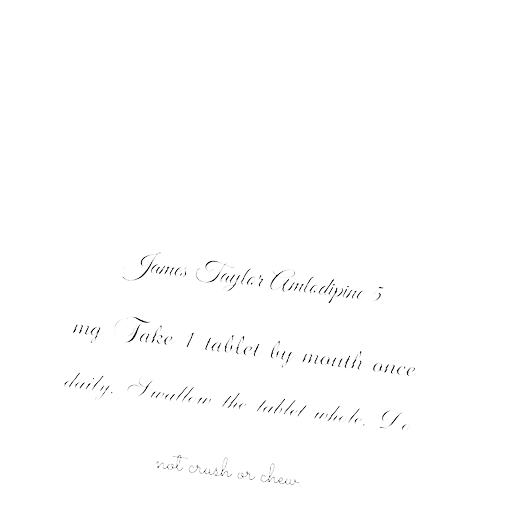 James Taylor Amlodipine 5
mg Take 1 tablet by mouth once
daily. Swallow the tablet whole. Do
not crush or chew